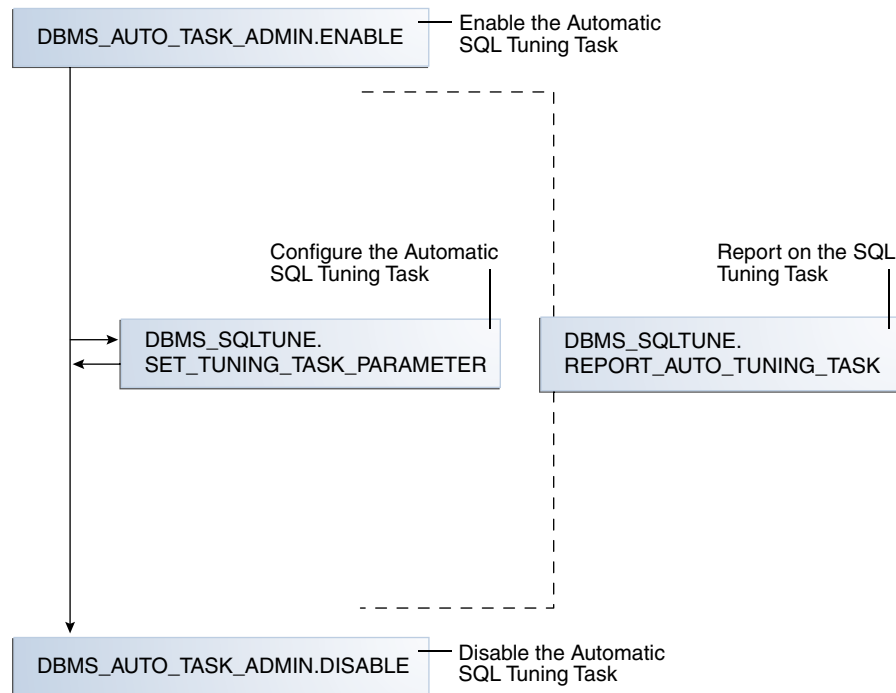 DBMS_AUTO_TASK_ADMIN.ENABLE
Enable the Automatic
SQL Tuning Task
Configure the Automatic
SQL Tuning Task
DBMS_SQLTUNE.
SET_TUNING_TASK_PARAMETER
Report on the SQL
Tuning Task
DBMS_SQLTUNE.
REPORT_AUTO_TUNING_TASK
DBMS_AUTO_TASK_ADMIN.DISABLE
Disable the Automatic
SQL Tuning Task